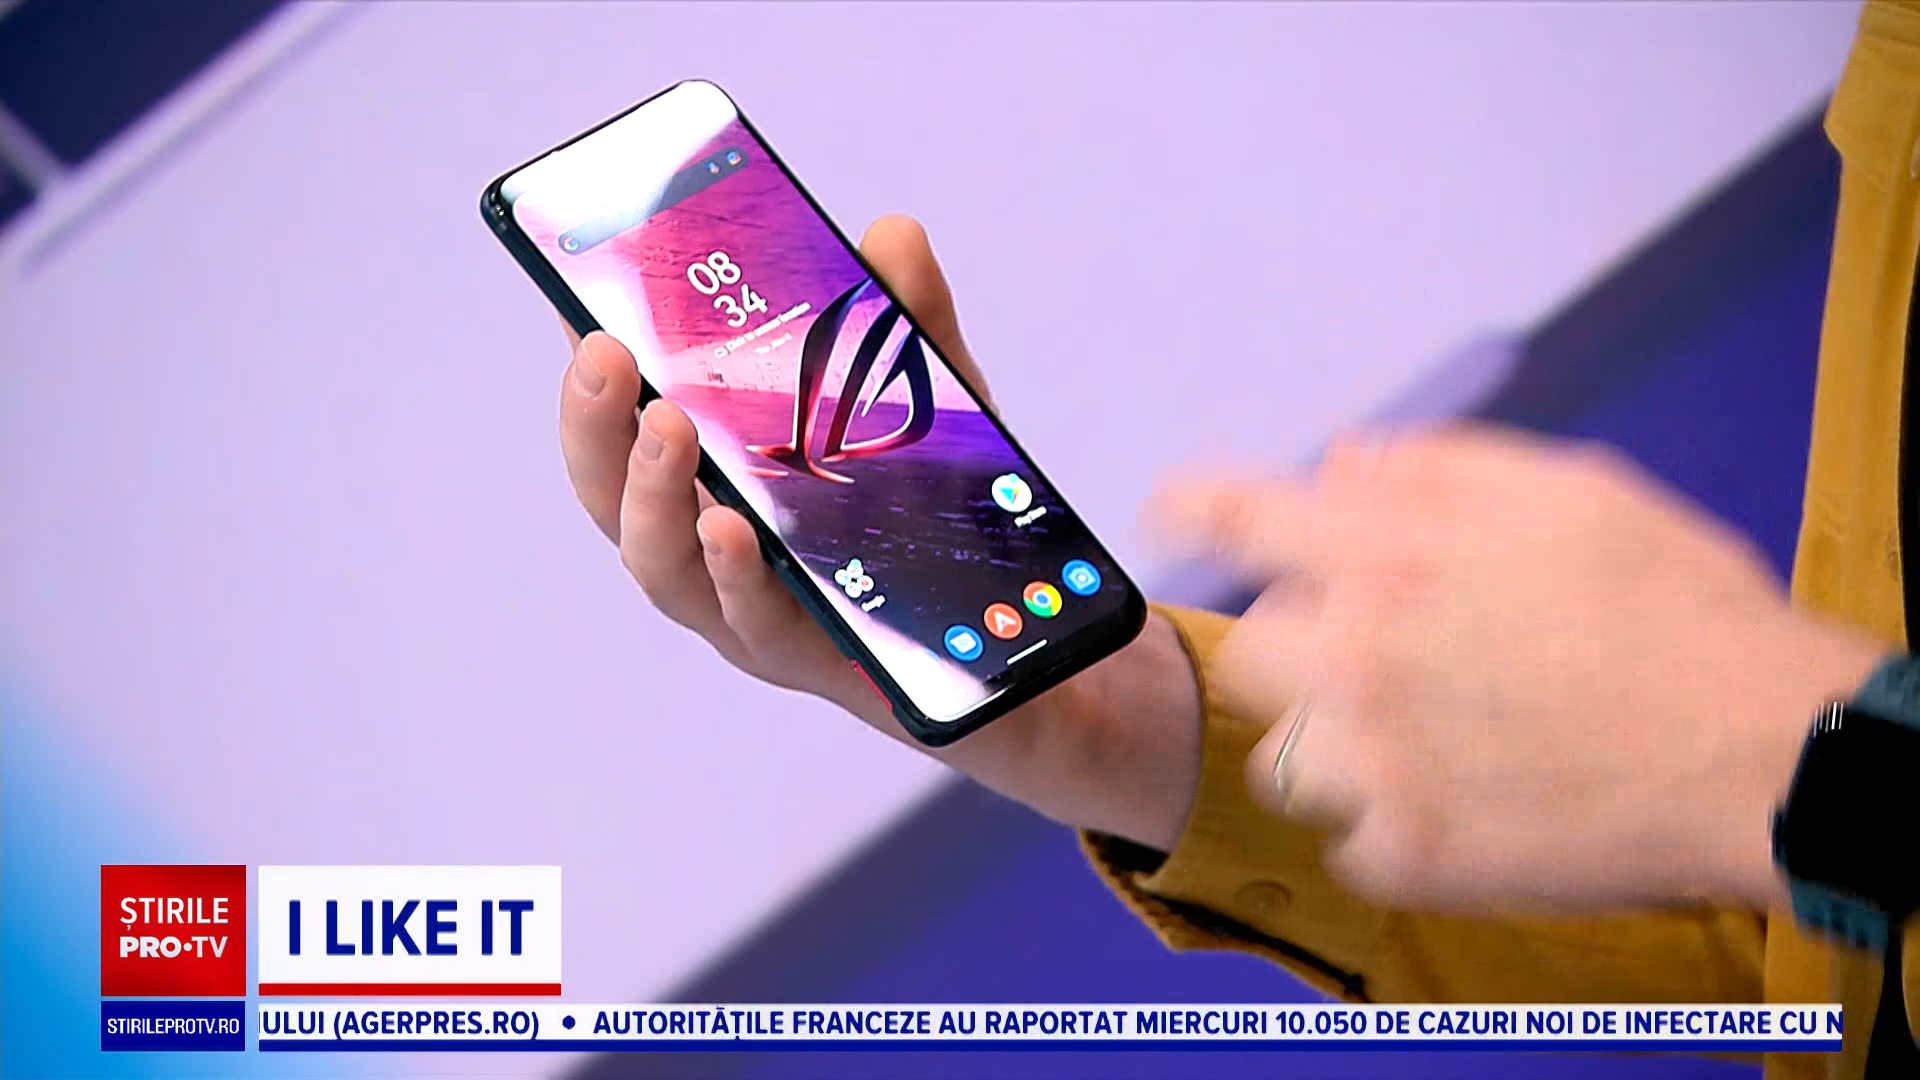 08
34
ȘTIRILE
PRO•TV
I LIKE IT
STIRILEPROTV.RO
ULUI (AGERPRES.RO) • AUTORITĂȚILE FRANCEZE AU RAPORTAT MIERCURI 10.050 DE CAZURI NOI DE INFECTARE CU N